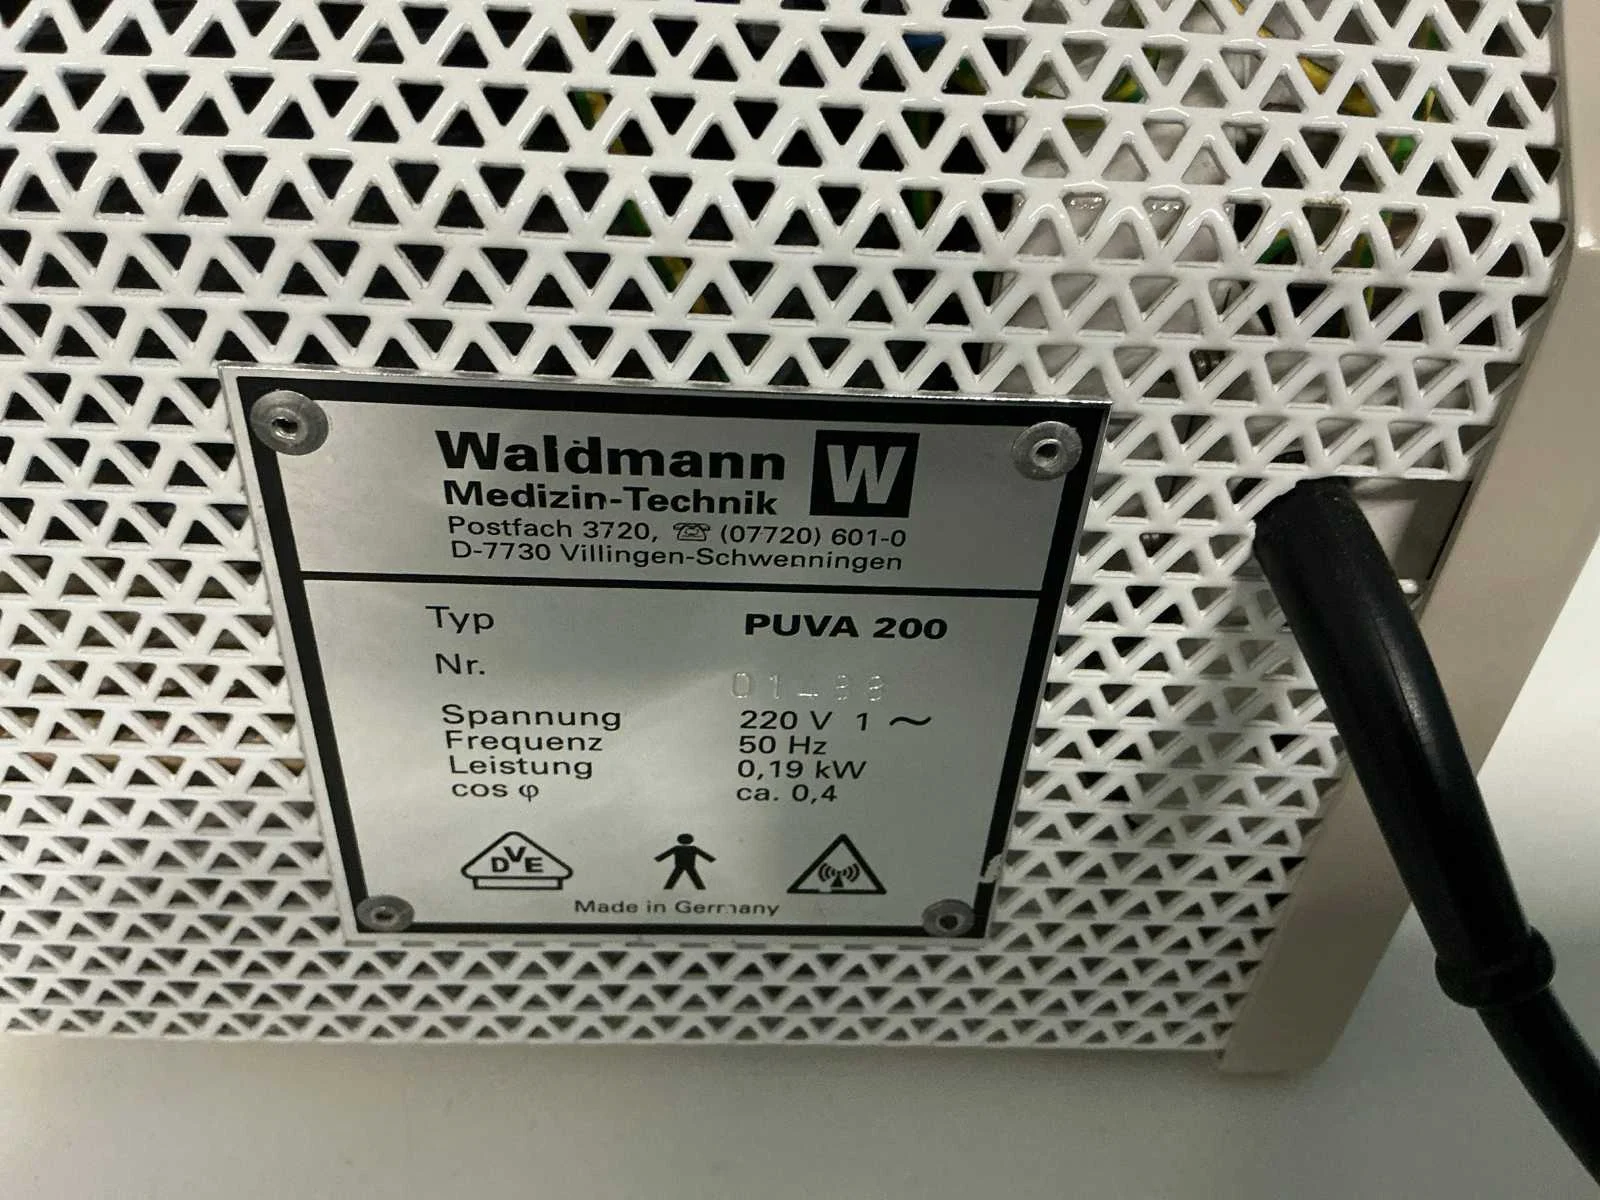 Waldmann W
Medizin-Technik
Postfach 3720, ☏ (07720) 601-0
D-7730 Villingen-Schwenningen
Typ PUVA 200
Nr.
Spannung 220 V 1 ~
Frequenz 50 Hz
Leistung 0,19 kW
cos φ ca. 0,4
DVE
Made in Germany